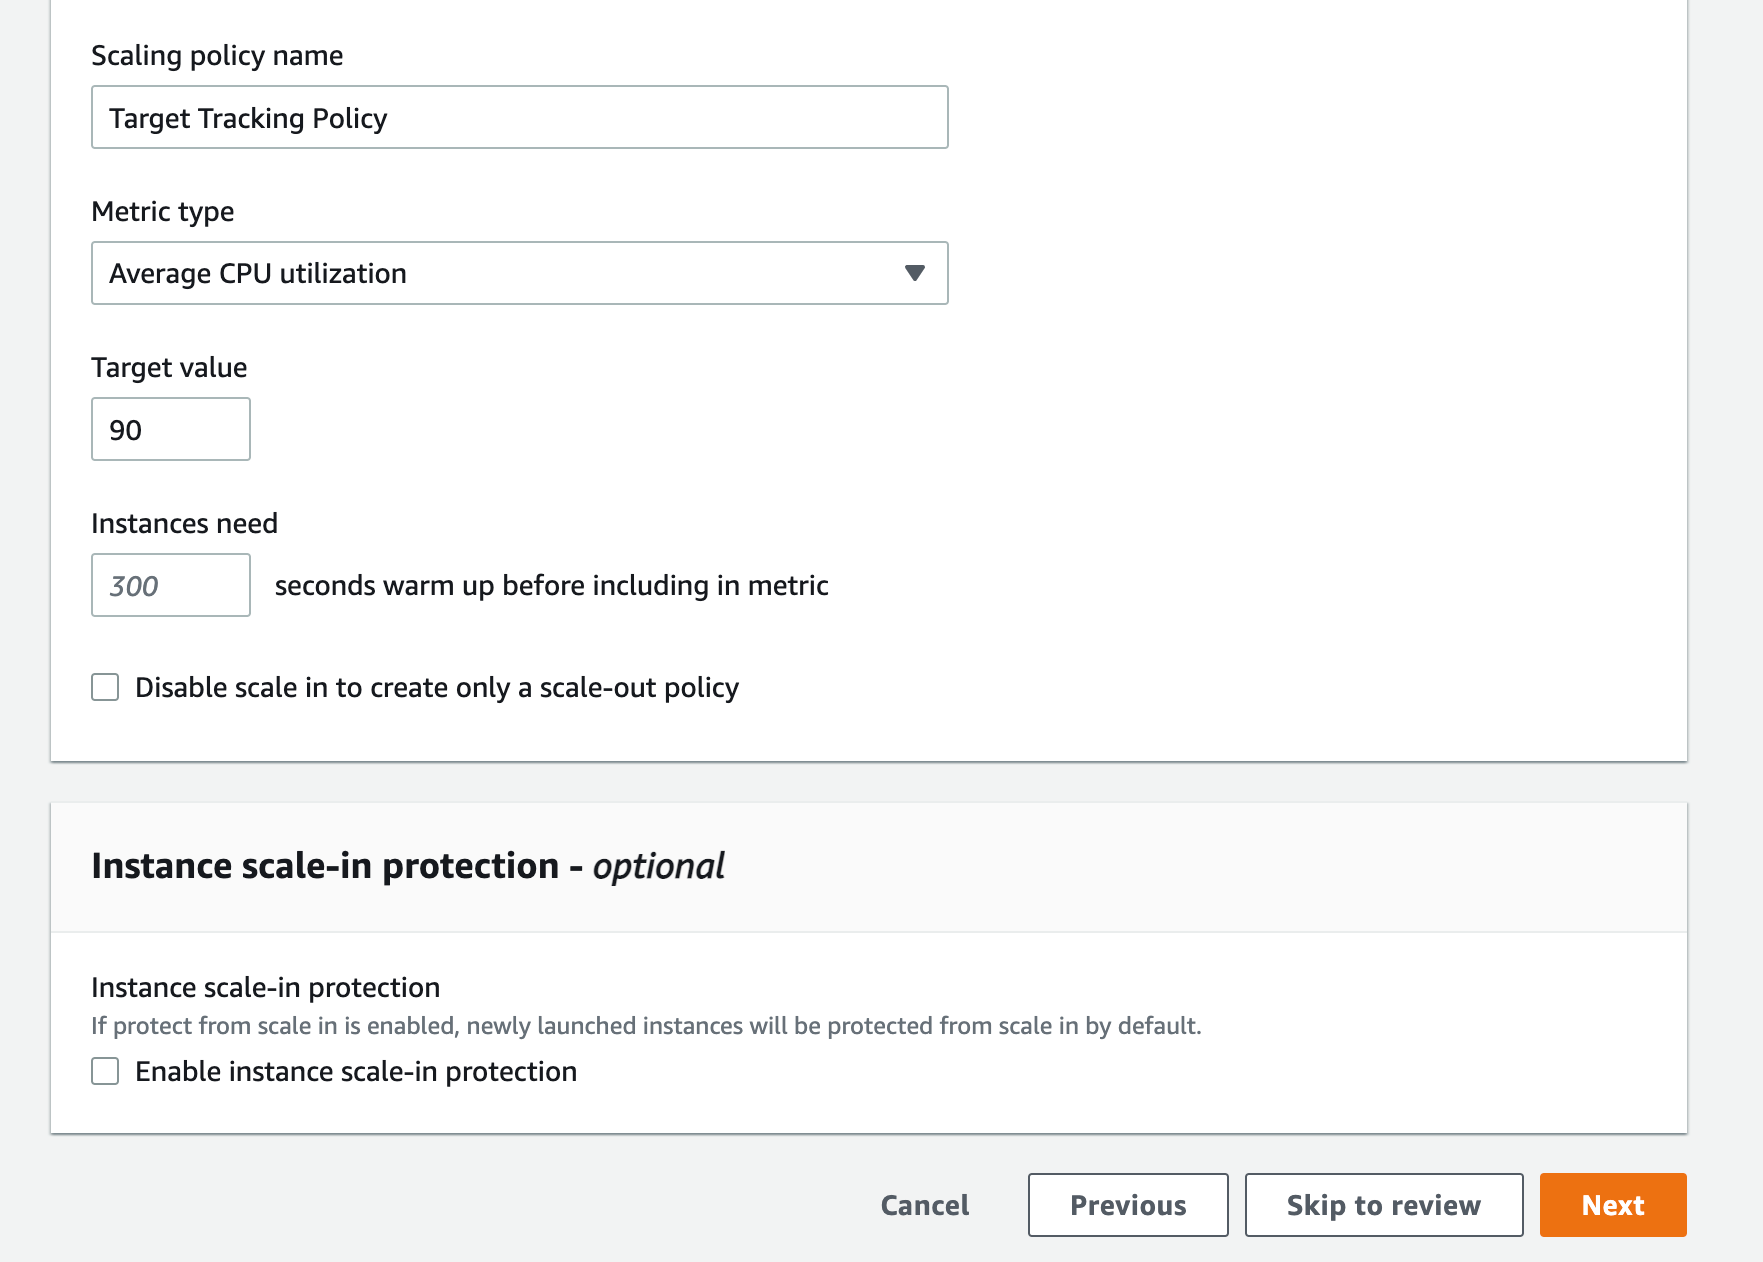 Scaling policy name
Target Tracking Policy
Metric type
Average CPU utilization
Target value
90
Instances need
300 seconds warm up before including in metric
Disable scale in to create only a scale-out policy
Instance scale-in protection - optional
Instance scale-in protection
If protect from scale in is enabled, newly launched instances will be protected from scale in by default.
Enable instance scale-in protection
Cancel Previous Skip to review Next